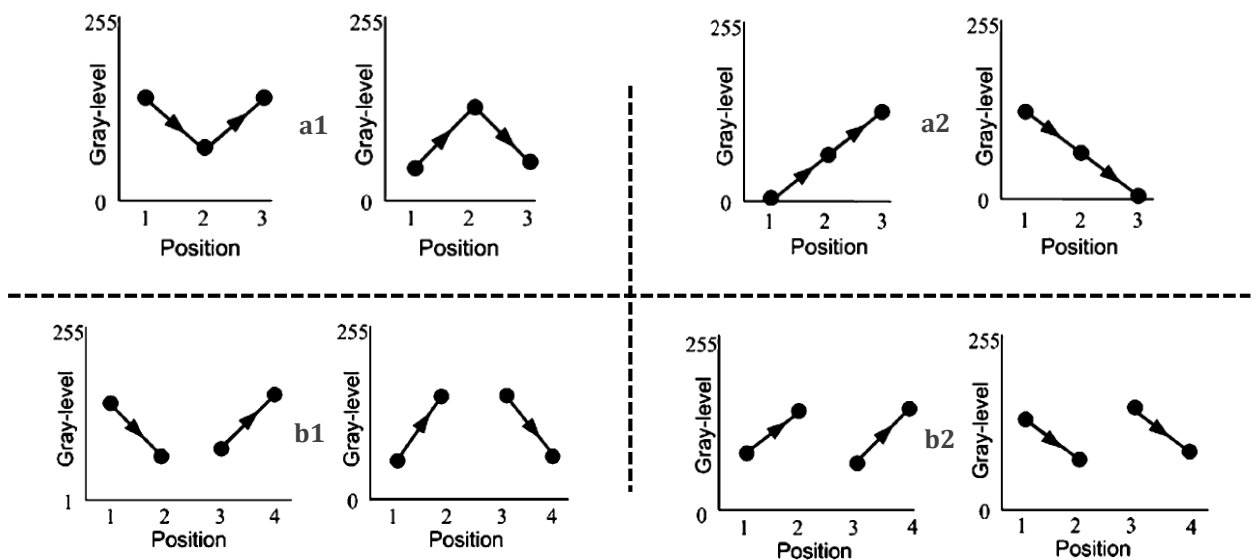 255
Gray-level
0
1 2 3
Position
a1
255
Gray-level
0
1 2 3
Position
255
Gray-level
0
1 2 3
Position
a2
255
Gray-level
0
1 2 3
Position
255
Gray-level
1
1 2 3 4
Position
b1
255
Gray-level
0
1 2 3 4
Position
255
Gray-level
0
1 2 3 4
Position
b2
255
Gray-level
0
1 2 3 4
Position